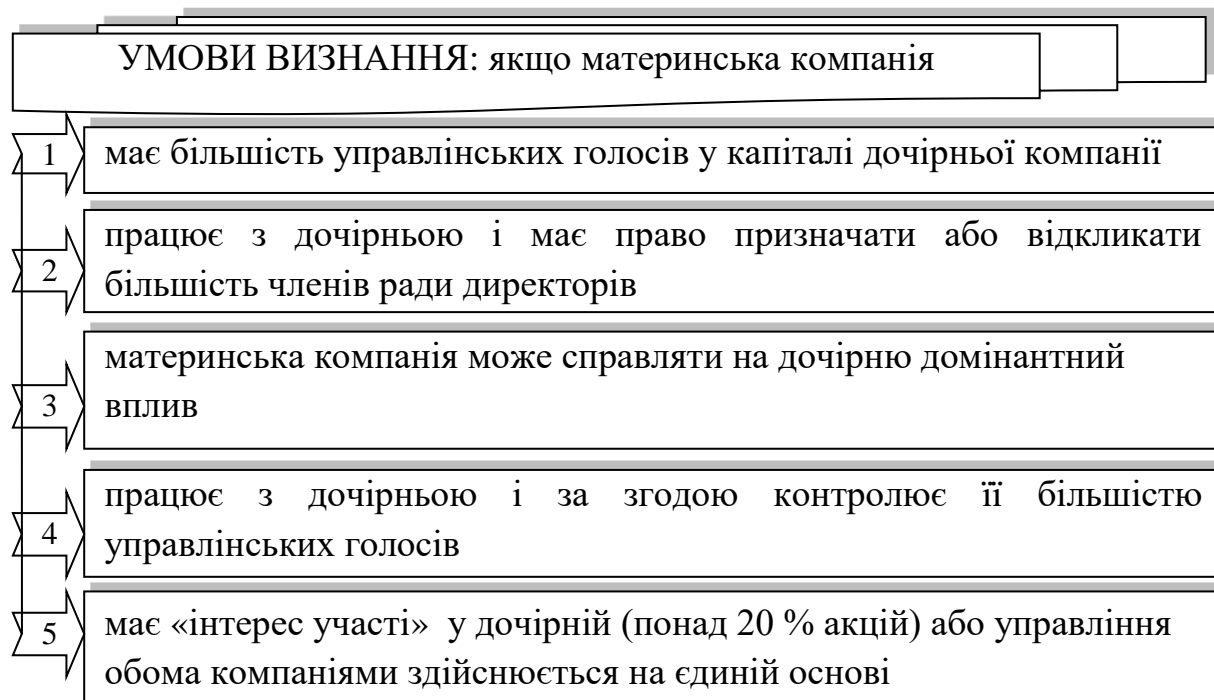 УМОВИ ВИЗНАННЯ: якщо материнська компанія
1 має більшість управлінських голосів у капіталі дочірньої компанії
працює з дочірньою і має право призначати або відкликати
2 більшість членів ради директорів
материнська компанія може справляти на дочірню домінантний
3 вплив
працює з дочірньою і за згодою контролює її більшістю
4 управлінських голосів
5 має «інтерес участі» у дочірній (понад 20 % акцій) або управління
обома компаніями здійснюється на єдиній основі